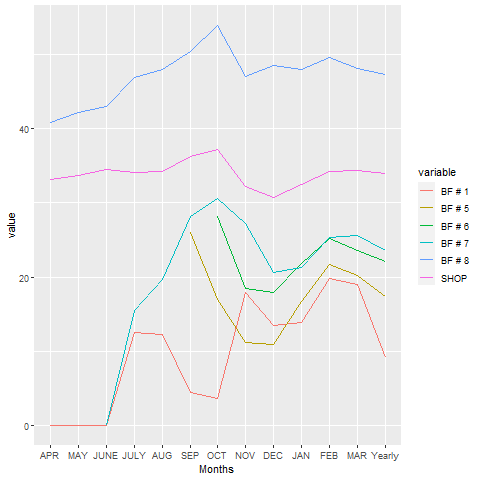 variable
BF # 1
BF # 5
BF # 6
BF # 7
BF # 8
SHOP
value
40
20
0
APR MAY JUNE JULY AUG SEP OCT NOV DEC JAN FEB MAR Yearly
Months